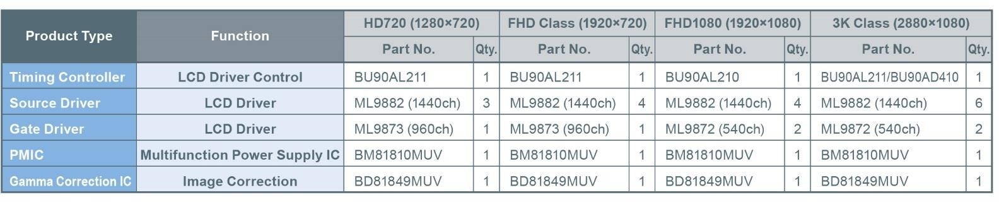 Product Type Function HD720 (1280×720) FHD Class (1920×720) FHD1080 (1920×1080) 3K Class (2880×1080)
Part No. Qty. Part No. Qty. Part No. Qty. Part No. Qty.
Timing Controller LCD Driver Control BU90AL211 1 BU90AL211 1 BU90AL210 1 BU90AL211/BU90AD410 1
Source Driver LCD Driver ML9882 (1440ch) 3 ML9882 (1440ch) 4 ML9882 (1440ch) 4 ML9882 (1440ch) 6
Gate Driver LCD Driver ML9873 (960ch) 1 ML9873 (960ch) 1 ML9872 (540ch) 2 ML9872 (540ch) 2
PMIC Multifunction Power Supply IC BM81810MUV 1 BM81810MUV 1 BM81810MUV 1 BM81810MUV 1
Gamma Correction IC Image Correction BD81849MUV 1 BD81849MUV 1 BD81849MUV 1 BD81849MUV 1